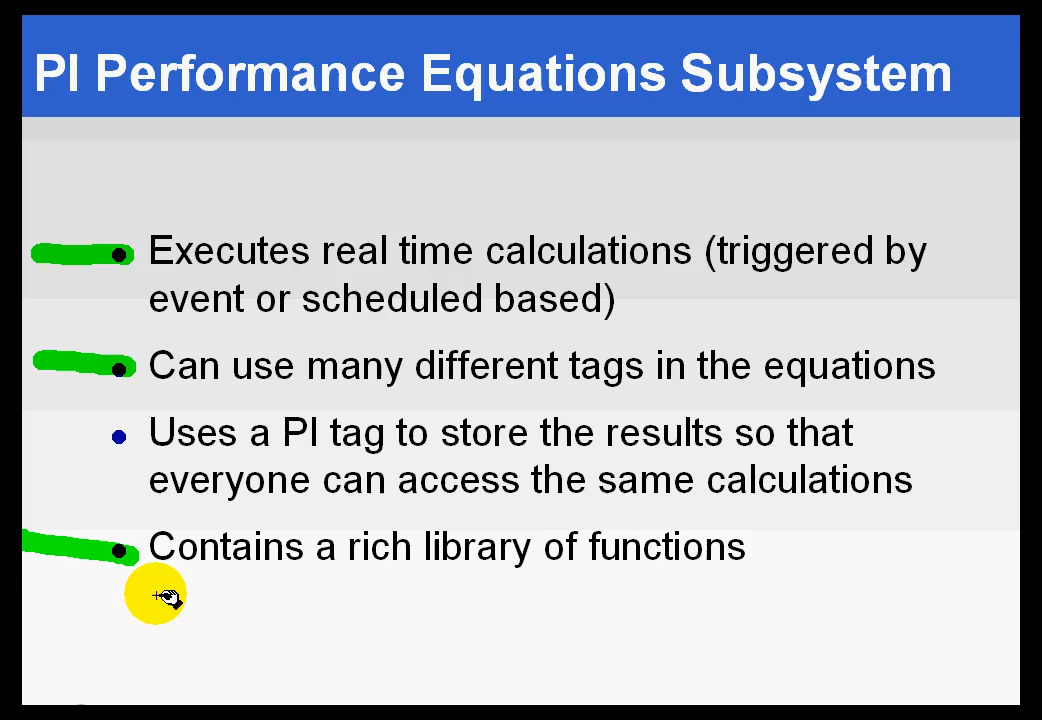 PI Performance Equations Subsystem
• Executes real time calculations (triggered by
event or scheduled based)
• Can use many different tags in the equations
• Uses a PI tag to store the results so that
everyone can access the same calculations
• Contains a rich library of functions